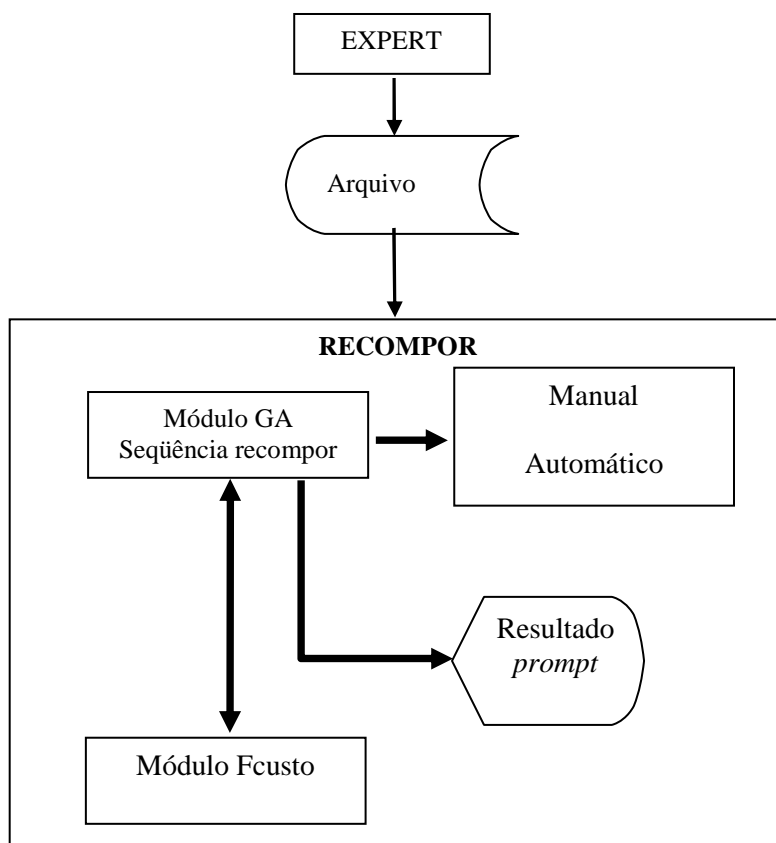 EXPERT
Arquivo
RECOMPOR
Módulo GA
Seqüência recompor
Manual
Automático
Resultado
prompt
Módulo Fcusto